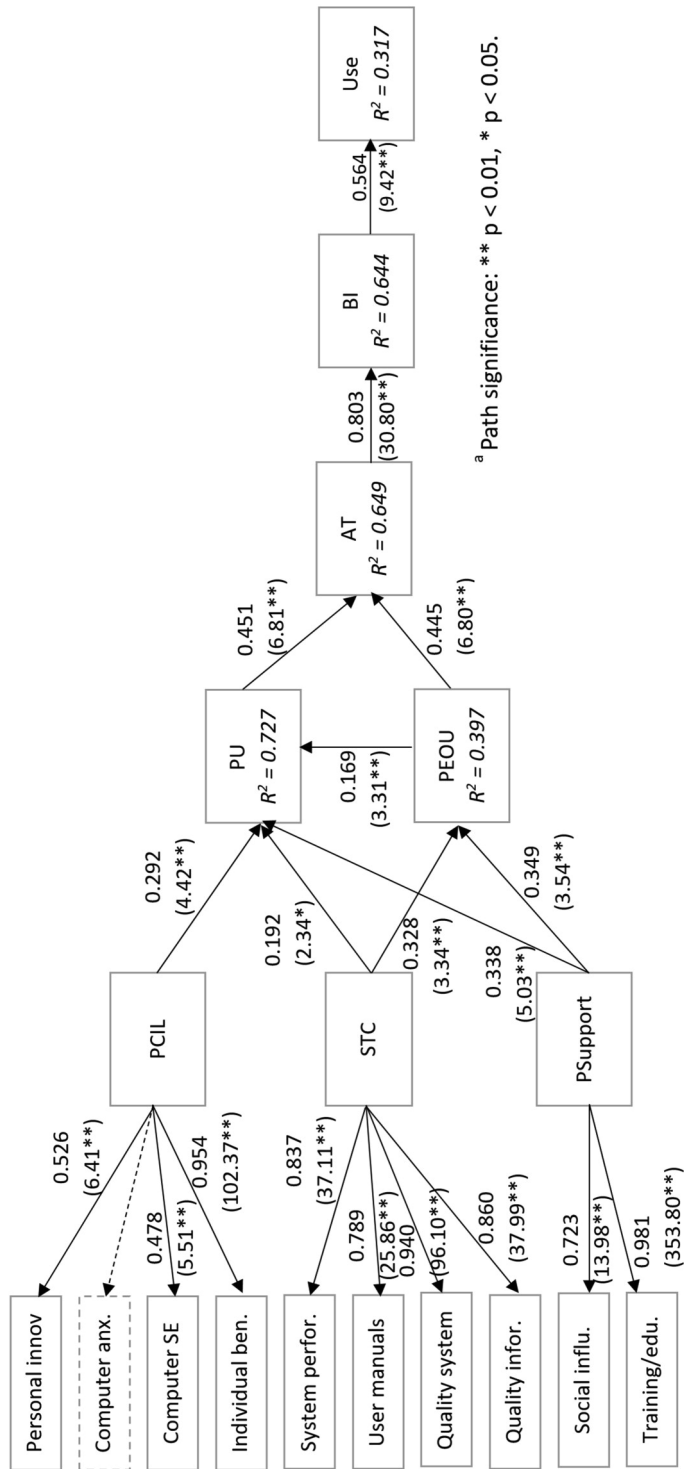 Personal innov
Computer anx.
Computer SE
Individual ben.
System perfor.
User manuals
Quality system
Quality infor.
Social influ.
Training/edu.
0.526
(6.41**)
0.478
(5.51**)
0.954
(102.37**)
0.837
(37.11**)
0.789
(25.86**)
0.940
(96.10**)
0.860
(37.99**)
0.723
(13.98**)
0.981
(353.80**)
PCIL
STC
PSupport
0.292
(4.42**)
0.192
(2.34*)
0.328
(3.34**)
0.338
(5.03**)
0.349
(3.54**)
PU
R² = 0.727
0.169
(3.31**)
PEOU
R² = 0.397
0.451
(6.81**)
0.445
(6.80**)
AT
R² = 0.649
0.803
(30.80**)
BI
R² = 0.644
0.564
(9.42**)
Use
R² = 0.317
ᵃ Path significance: ** p < 0.01, * p < 0.05.